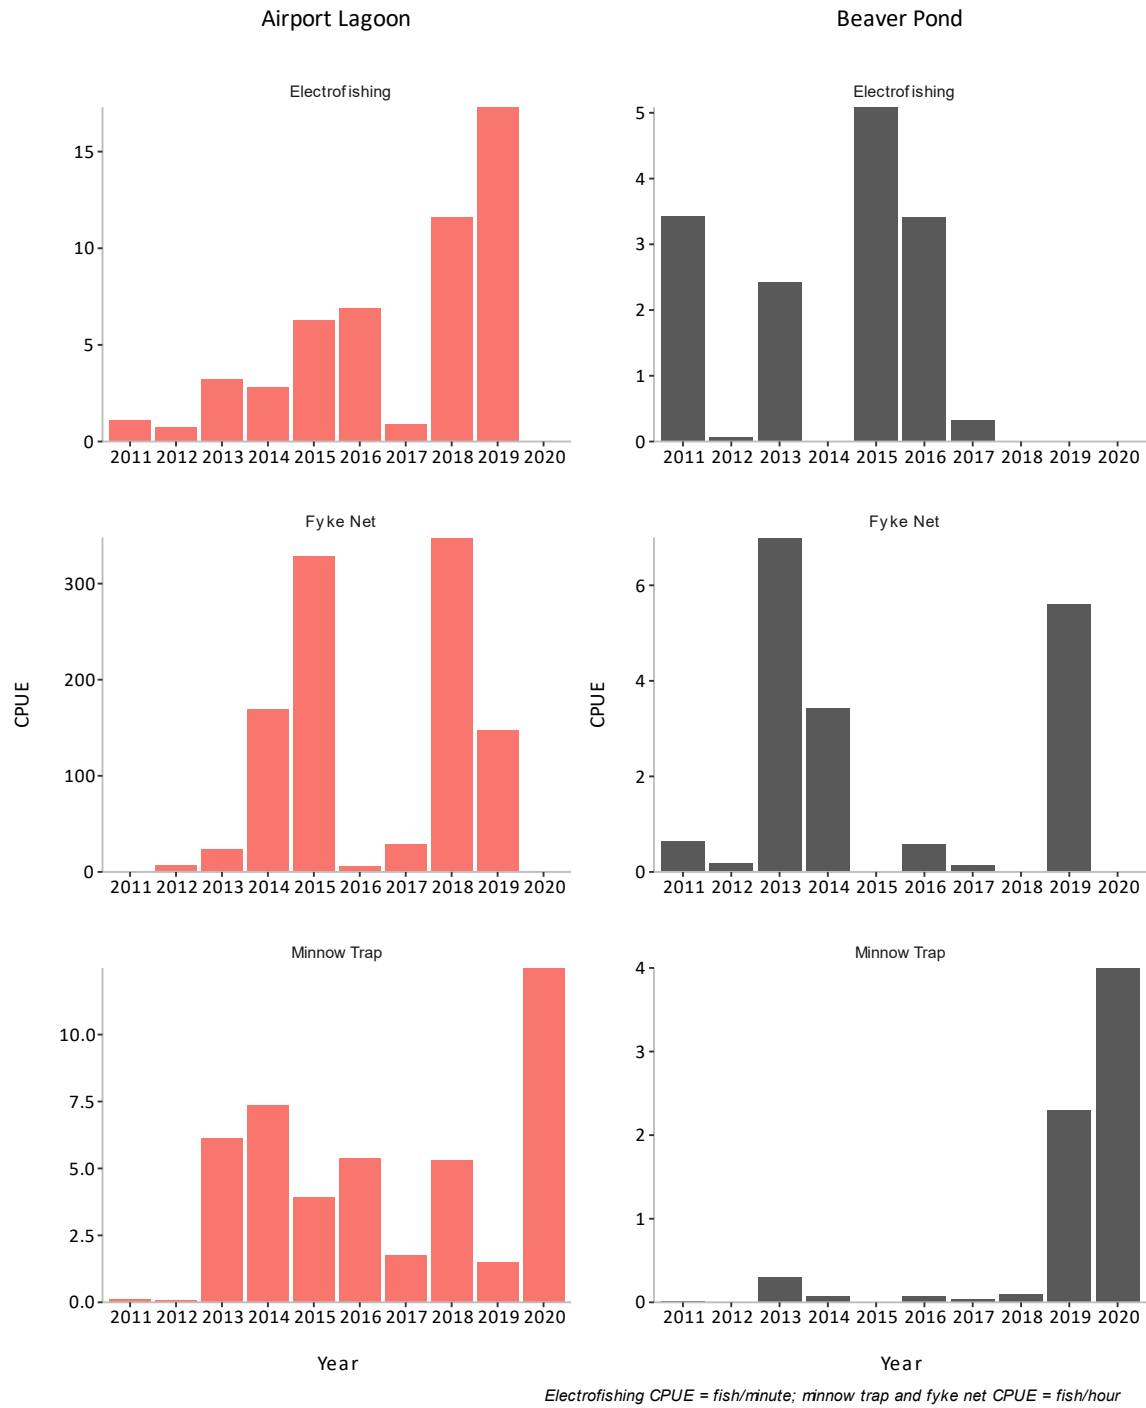 Airport Lagoon
Beaver Pond
Electrofishing
Electrofishing
15
10
5
0
2011 2012 2013 2014 2015 2016 2017 2018 2019 2020
5
4
3
2
1
0
2011 2012 2013 2014 2015 2016 2017 2018 2019 2020
Fyke Net
Fyke Net
300
200
100
0
2011 2012 2013 2014 2015 2016 2017 2018 2019 2020
CPUE
6
4
2
0
2011 2012 2013 2014 2015 2016 2017 2018 2019 2020
CPUE
Minnow Trap
Minnow Trap
10.0
7.5
5.0
2.5
0.0
2011 2012 2013 2014 2015 2016 2017 2018 2019 2020
4
3
2
1
0
2011 2012 2013 2014 2015 2016 2017 2018 2019 2020
Year
Year
Electrofishing CPUE = fish/minute; minnow trap and fyke net CPUE = fish/hour